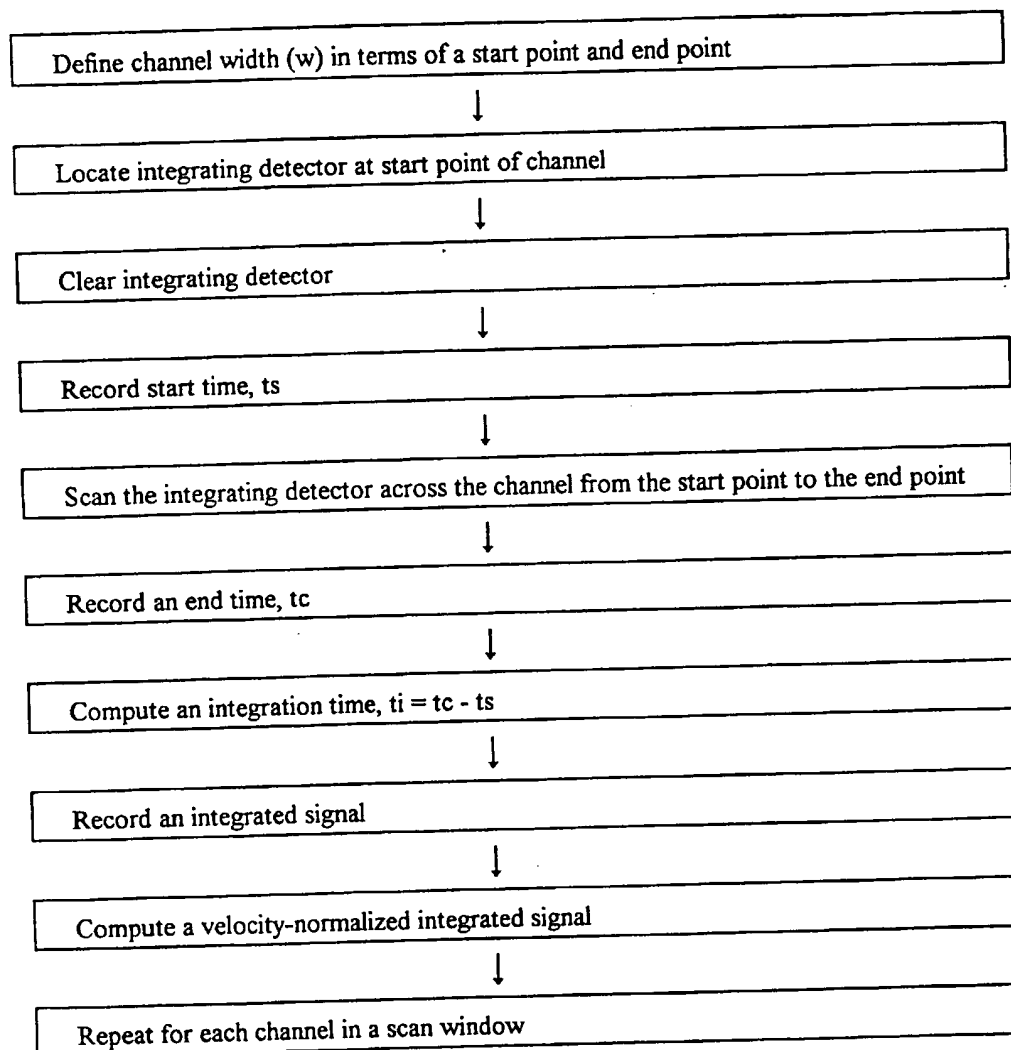 Define channel width (w) in terms of a start point and end point
Locate integrating detector at start point of channel
Clear integrating detector
Record start time, ts
Scan the integrating detector across the channel from the start point to the end point
Record an end time, tc
Compute an integration time, ti = tc - ts
Record an integrated signal
Compute a velocity-normalized integrated signal
Repeat for each channel in a scan window